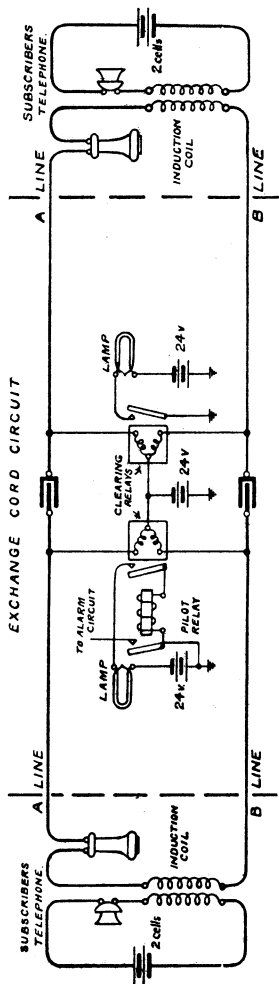 EXCHANGE CORD CIRCUIT
SUBSCRIBERS
TELEPHONE.
A
LINE
A
LINE
SUBSCRIBERS
TELEPHONE.
TO ALARM
CIRCUIT
LAMP
CLEARING
RELAYS
LAMP
PILOT
RELAY
24V
24V
24V
2 cells
INDUCTION
COIL
INDUCTION
COIL
2 cells
B
LINE
B
LINE